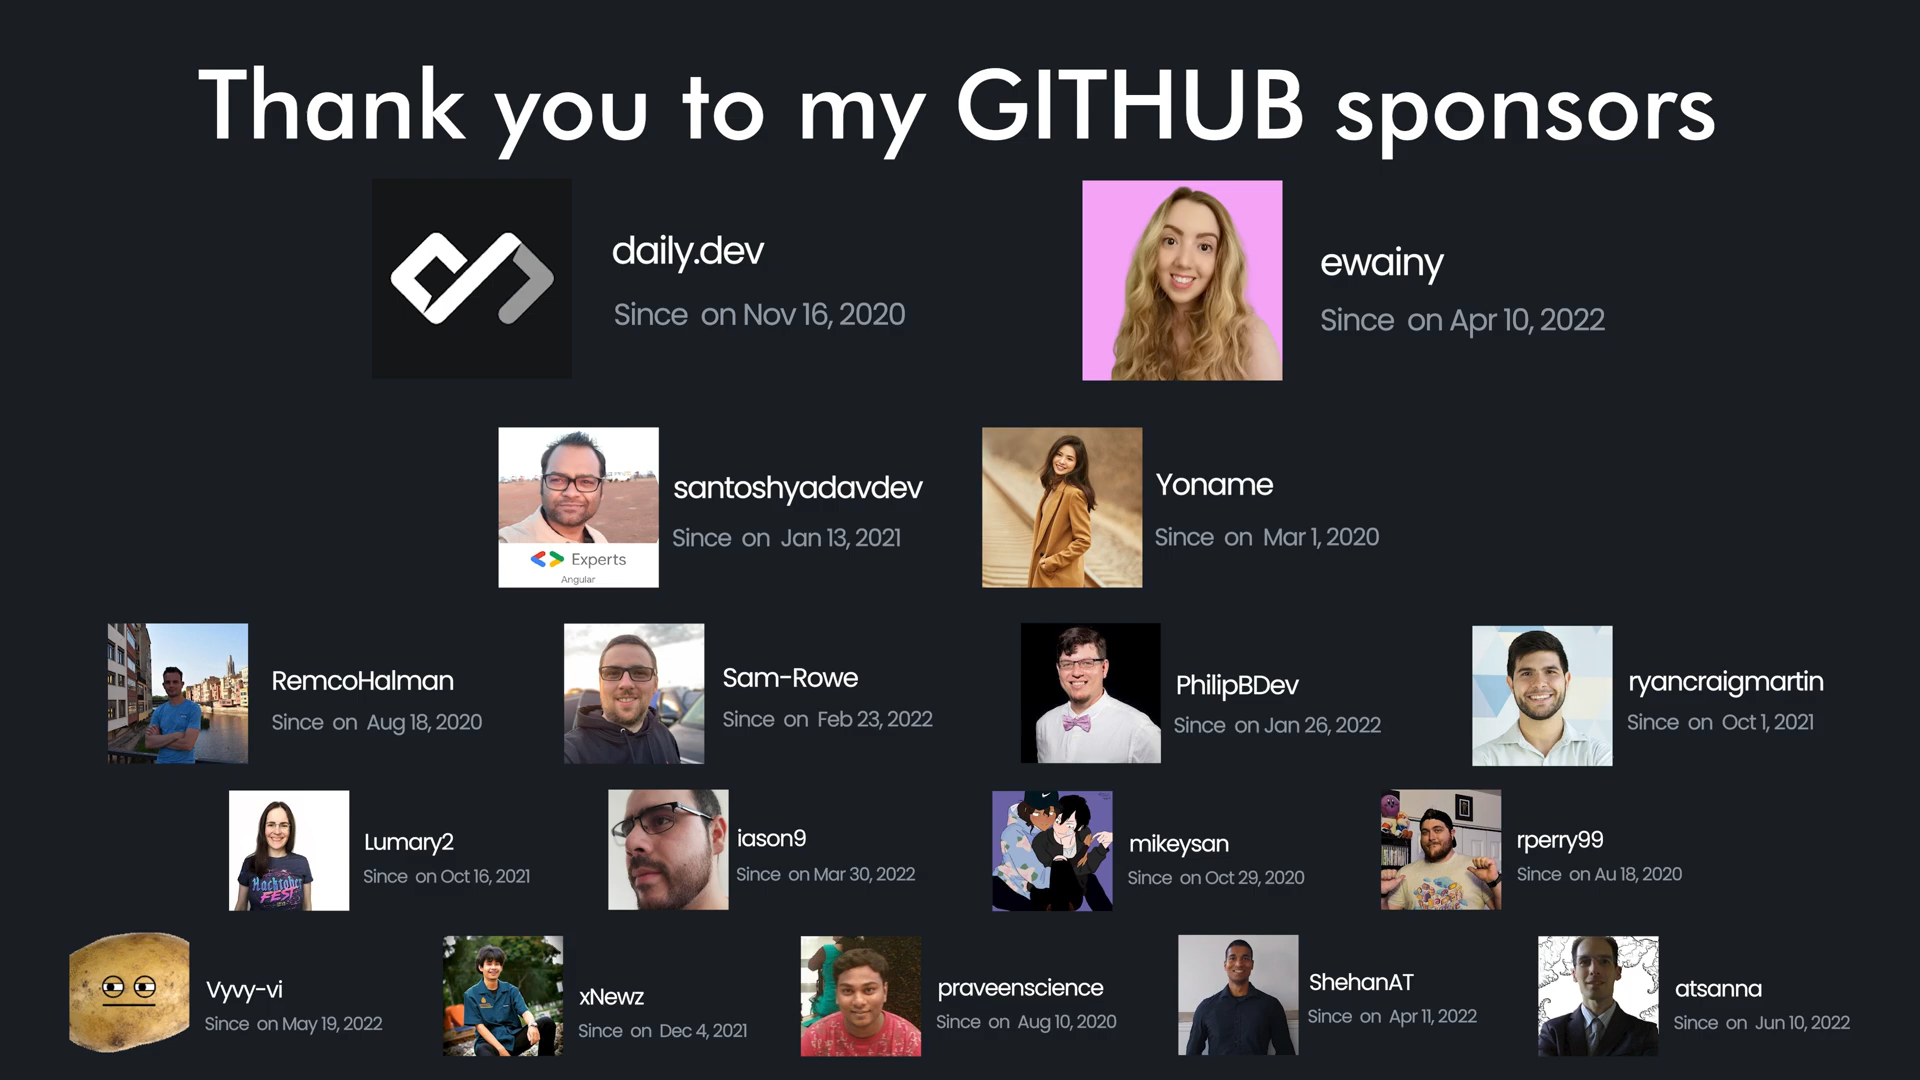 Thank you to my GITHUB sponsors
daily.dev
Since on Nov 16, 2020
ewainy
Since on Apr 10, 2022
santoshyadavdev
Since on Jan 13, 2021
Experts
Angular
Yoname
Since on Mar 1, 2020
RemcoHalman
Since on Aug 18, 2020
Sam-Rowe
Since on Feb 23, 2022
PhilipBDev
Since on Jan 26, 2022
ryancraigmartin
Since on Oct 1, 2021
Lumary2
Since on Oct 16, 2021
Hacktober
FEST
iason9
Since on Mar 30, 2022
mikeysan
Since on Oct 29, 2020
rperry99
Since on Au 18, 2020
Vyvy-vi
Since on May 19, 2022
xNewz
Since on Dec 4, 2021
praveenscience
Since on Aug 10, 2020
ShehanAT
Since on Apr 11, 2022
atsanna
Since on Jun 10, 2022